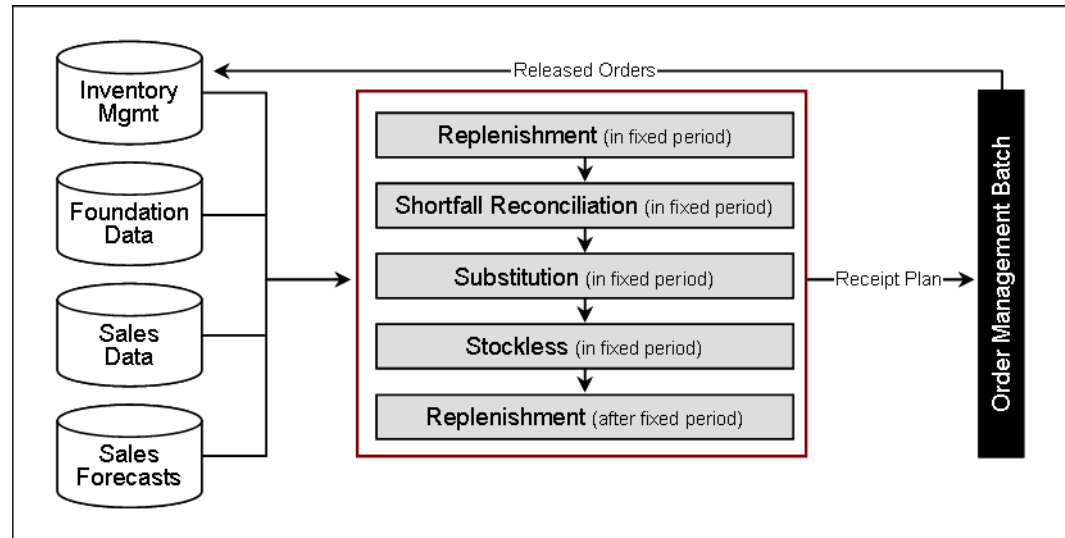 Released Orders
Inventory
Mgmt
Foundation
Data
Sales
Data
Sales
Forecasts
Replenishment (in fixed period)
Shortfall Reconciliation (in fixed period)
Substitution (in fixed period)
Stockless (in fixed period)
Replenishment (after fixed period)
Receipt Plan
Order Management Batch